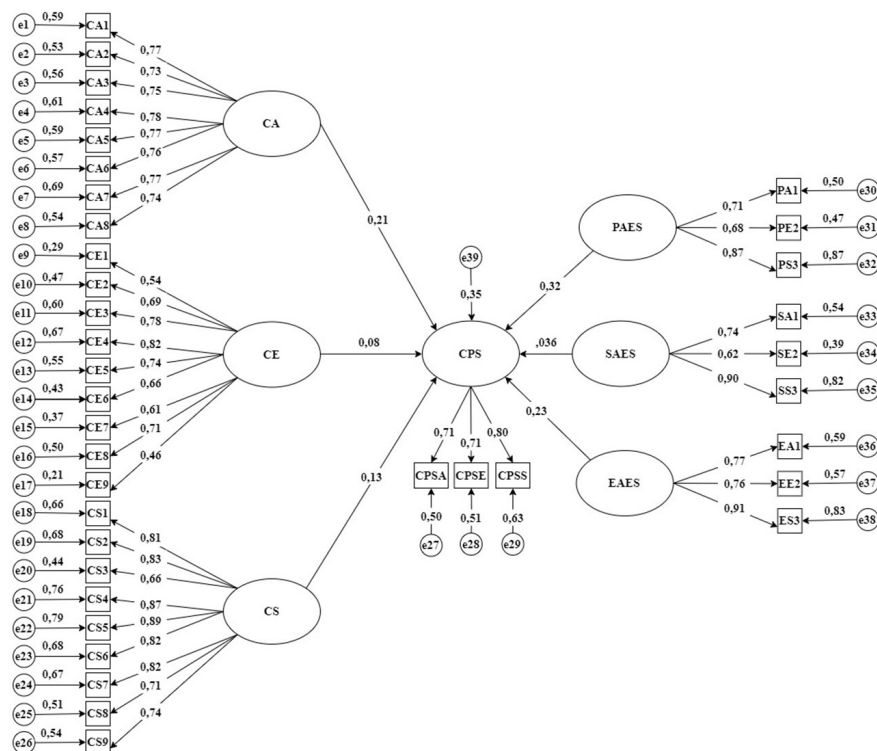 e1 0,59 CA1
e2 0,53 CA2
e3 0,56 CA3
e4 0,61 CA4
e5 0,59 CA5
e6 0,57 CA6
e7 0,69 CA7
e8 0,54 CA8
0,77
0,73
0,75
0,78
0,77
0,76
0,77
0,74
CA
0,21
e9 0,29 CE1
e10 0,47 CE2
e11 0,60 CE3
e12 0,67 CE4
e13 0,55 CE5
e14 0,43 CE6
e15 0,37 CE7
e16 0,50 CE8
e17 0,21 CE9
0,54
0,69
0,78
0,82
0,74
0,66
0,61
0,71
0,46
CE
0,08
e18 0,66 CS1
e19 0,68 CS2
e20 0,44 CS3
e21 0,76 CS4
e22 0,79 CS5
e23 0,68 CS6
e24 0,67 CS7
e25 0,51 CS8
e26 0,54 CS9
0,81
0,83
0,66
0,87
0,89
0,82
0,82
0,71
0,74
CS
0,13
e39
0,35
CPS
0,71 0,71 0,80
CPSA CPSE CPSS
0,50 0,51 0,63
e27 e28 e29
PAES
0,32
0,71 PA1 0,50 e30
0,68 PE2 0,47 e31
0,87 PS3 0,87 e32
SAES
,036
0,74 SA1 0,54 e33
0,62 SE2 0,39 e34
0,90 SS3 0,82 e35
EAES
0,23
0,77 EA1 0,59 e36
0,76 EE2 0,57 e37
0,91 ES3 0,83 e38